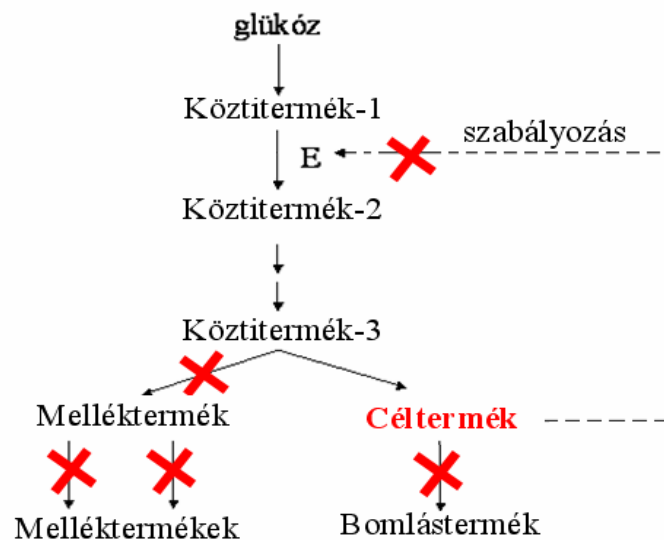 glükóz
Köztitermék-1
szabályozás
E
Köztitermék-2
Köztitermék-3
Melléktermék
Céltermék
Melléktermékek
Bomlástermék